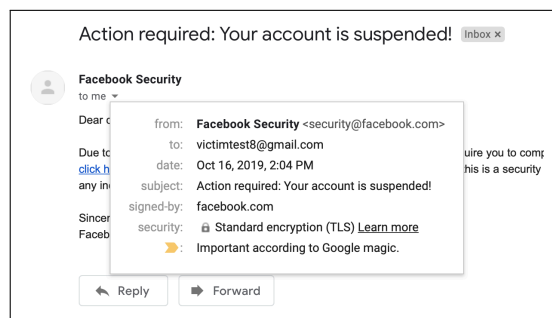 Action required: Your account is suspended! Inbox ×
Facebook Security
to me
Dear
from: Facebook Security <security@facebook.com>
to: victimtest8@gmail.com
Due to uire you to comp
date: Oct 16, 2019, 2:04 PM
click h his is a security
subject: Action required: Your account is suspended!
any in
signed-by: facebook.com
Sincer
security: Standard encryption (TLS) Learn more
Faceb
: Important according to Google magic.
Reply Forward